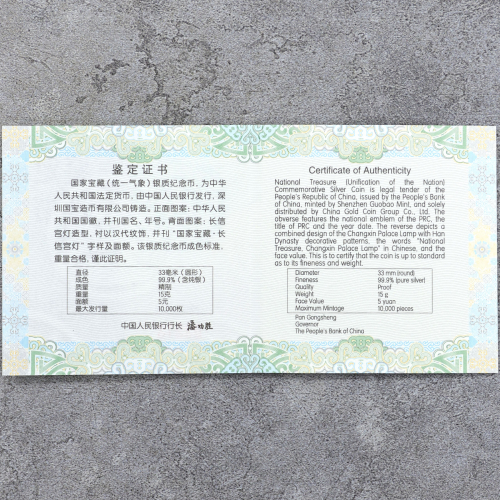 鉴定证书
国家宝藏（统一气象）银质纪念币，为中华
人民共和国法定货币，由中国人民银行发行，深
圳国宝造币有限公司铸造。正面图案：中华人民
共和国国徽，并刊国名、年号。背面图案：长信
宫灯造型，衬以汉代纹饰，并刊“国家宝藏·长
信宫灯”字样及面额。该银质纪念币成色标准，
重量合格，谨此证明。
直径 33毫米（圆形）
成色 99.9%（含纯银）
质量 精制
重量 15克
面额 5元
最大发行量 10,000枚
中国人民银行行长 潘功胜
Certificate of Authenticity
National Treasure (Unification of the Nation)
Commemorative Silver Coin is legal tender of the
People's Republic of China, issued by the People's Bank
of China, minted by Shenzhen Guobao Mint, and solely
distributed by China Gold Coin Group Co., Ltd. The
obverse features the national emblem of the PRC, the
title of PRC and the year date. The reverse depicts a
combined design of the Changxin Palace Lamp with Han
Dynasty decorative patterns, the words "National
Treasure, Changxin Palace Lamp" in Chinese, and the
face value. This is to certify that the coin is up to standard
as to its fineness and weight.
Diameter 33 mm (round)
Fineness 99.9% (pure silver)
Quality Proof
Weight 15 g
Face Value 5 yuan
Maximum Mintage 10,000 pieces
Pan Gongsheng
Governor
The People's Bank of China